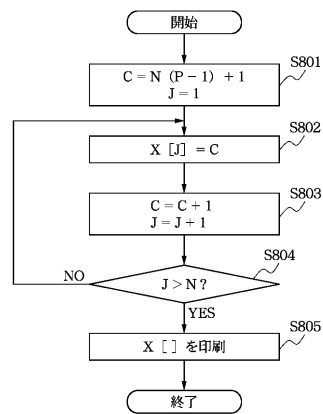 開始
S801
C=N (P-1) +1
J=1
S802
X [J] =C
S803
C=C+1
J=J+1
S804
NO
J>N?
YES
S805
X [ ] を印刷
終了